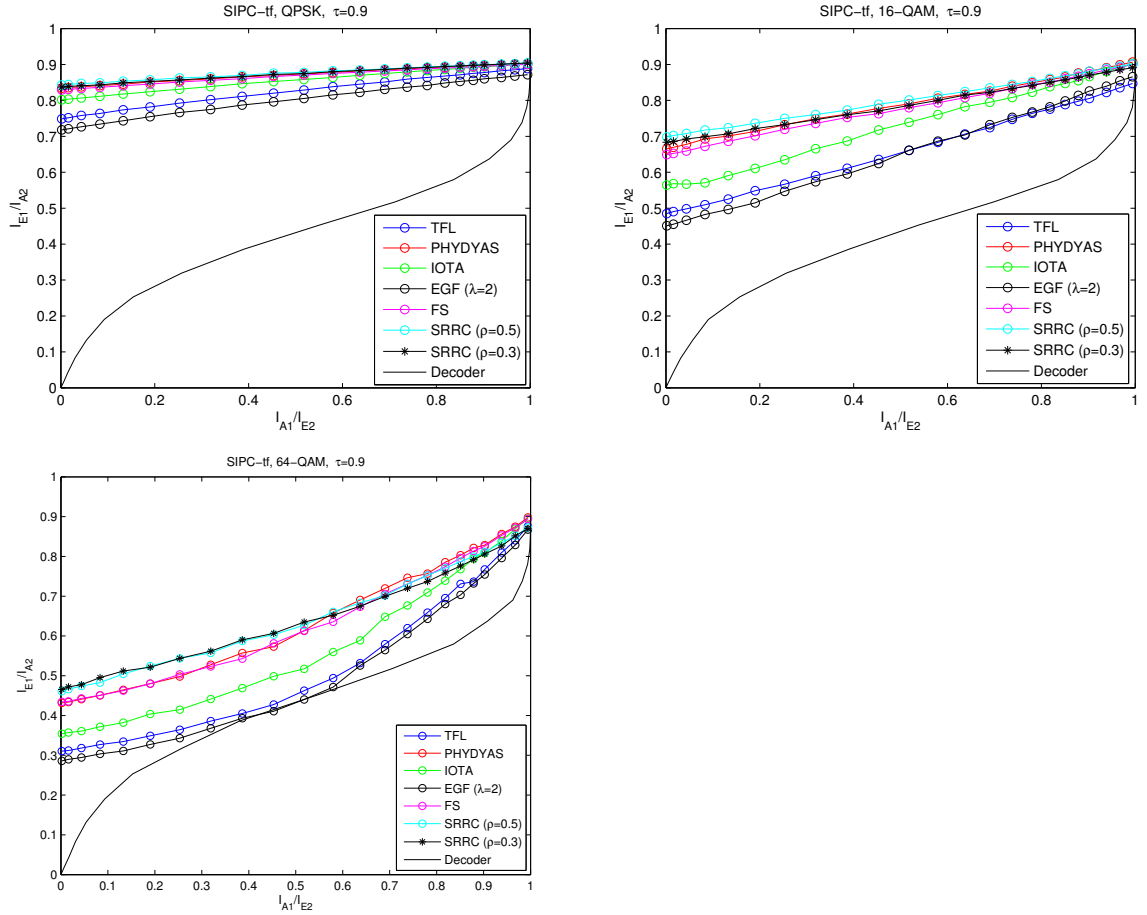 SIPC−tf, QPSK, τ=0.9
1
0.9
0.8
0.7
0.6
0.5
0.4
0.3
0.2
0.1
0
I_E1/I_A2
0 0.2 0.4 0.6 0.8 1
I_A1/I_E2
TFL
PHYDYAS
IOTA
EGF (λ=2)
FS
SRRC (ρ=0.5)
SRRC (ρ=0.3)
Decoder
SIPC−tf, 16−QAM, τ=0.9
1
0.9
0.8
0.7
0.6
0.5
0.4
0.3
0.2
0.1
0
I_E1/I_A2
0 0.2 0.4 0.6 0.8 1
I_A1/I_E2
TFL
PHYDYAS
IOTA
EGF (λ=2)
FS
SRRC (ρ=0.5)
SRRC (ρ=0.3)
Decoder
SIPC−tf, 64−QAM, τ=0.9
1
0.9
0.8
0.7
0.6
0.5
0.4
0.3
0.2
0.1
0
I_E1/I_A2
0 0.1 0.2 0.3 0.4 0.5 0.6 0.7 0.8 0.9 1
I_A1/I_E2
TFL
PHYDYAS
IOTA
EGF (λ=2)
FS
SRRC (ρ=0.5)
SRRC (ρ=0.3)
Decoder